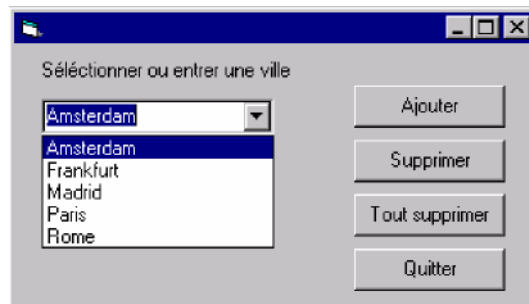 Séléctionner ou entrer une ville
Amsterdam
Amsterdam
Frankfurt
Madrid
Paris
Rome
Ajouter
Supprimer
Tout supprimer
Quitter